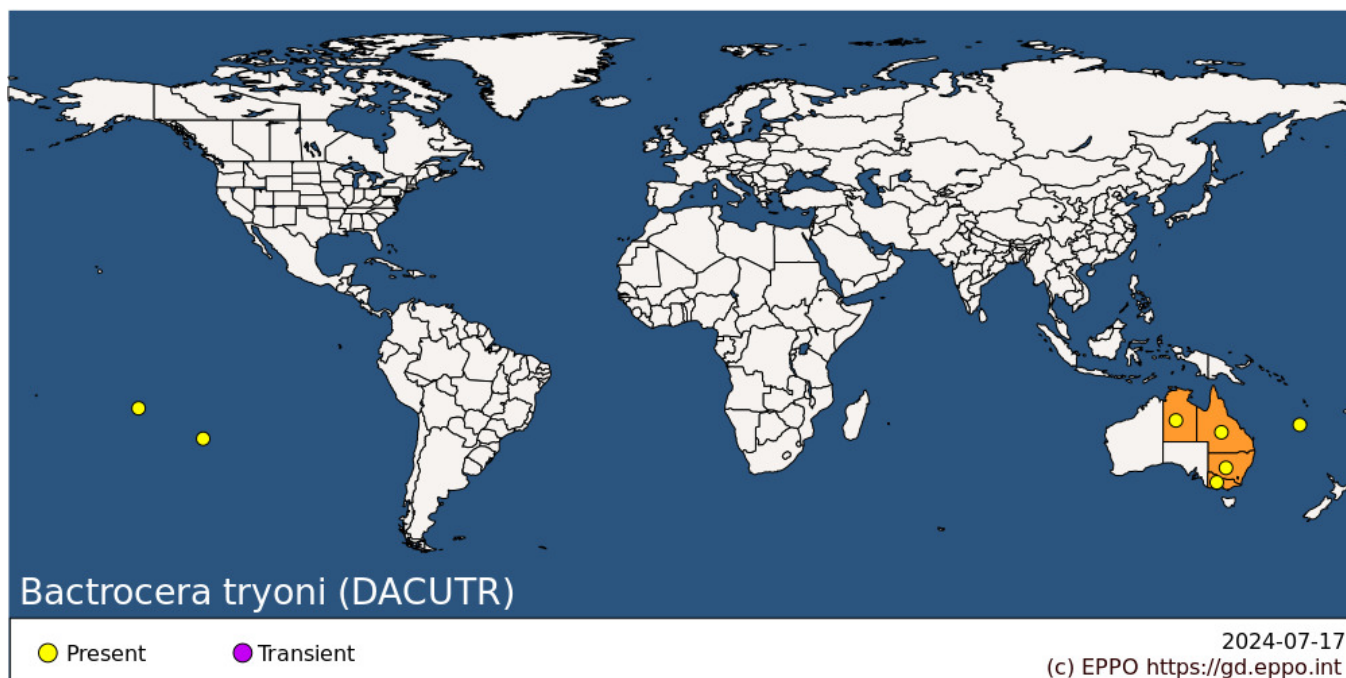 Bactrocera tryoni (DACUTR)
Present
Transient
2024-07-17
(c) EPPO https://gd.eppo.int